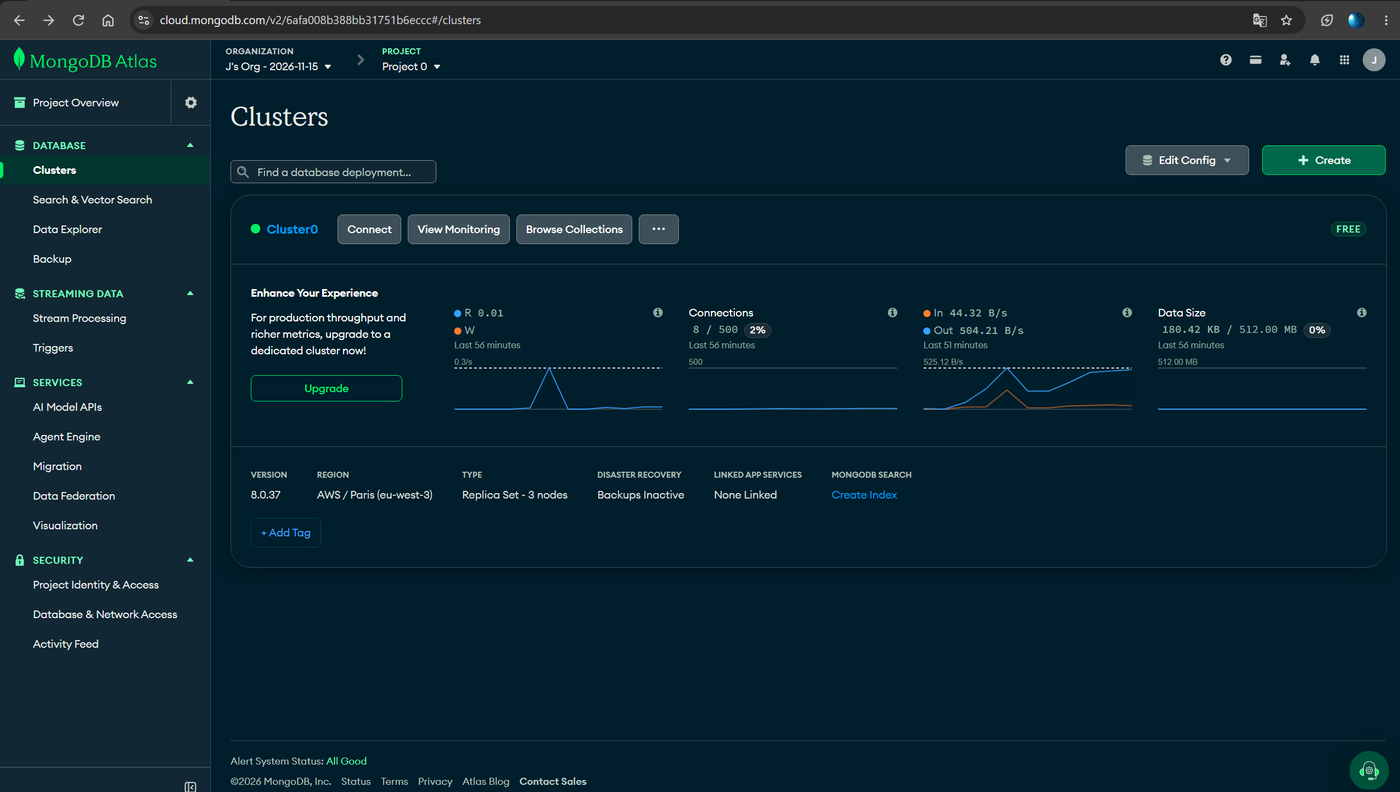 cloud.mongodb.com/v2/6afa008b388bb31751b6eccc#/clusters
MongoDB Atlas
ORGANIZATION
J's Org - 2026-11-15
PROJECT
Project 0
J
Project Overview
DATABASE
Clusters
Search & Vector Search
Data Explorer
Backup
STREAMING DATA
Stream Processing
Triggers
SERVICES
AI Model APIs
Agent Engine
Migration
Data Federation
Visualization
SECURITY
Project Identity & Access
Database & Network Access
Activity Feed
Clusters
Find a database deployment...
Edit Config
+ Create
Cluster0
Connect
View Monitoring
Browse Collections
...
FREE
Enhance Your Experience
For production throughput and
richer metrics, upgrade to a
dedicated cluster now!
Upgrade
R 0.01
W
Last 56 minutes
0.3/s
Connections
8 / 500 2%
Last 56 minutes
500
In 44.32 B/s
Out 504.21 B/s
Last 51 minutes
525.12 B/s
Data Size
180.42 KB / 512.00 MB 0%
Last 56 minutes
512.00 MB
VERSION
8.0.37
REGION
AWS / Paris (eu-west-3)
TYPE
Replica Set - 3 nodes
DISASTER RECOVERY
Backups Inactive
LINKED APP SERVICES
None Linked
MONGODB SEARCH
Create Index
+ Add Tag
Alert System Status: All Good
©2026 MongoDB, Inc. Status Terms Privacy Atlas Blog Contact Sales